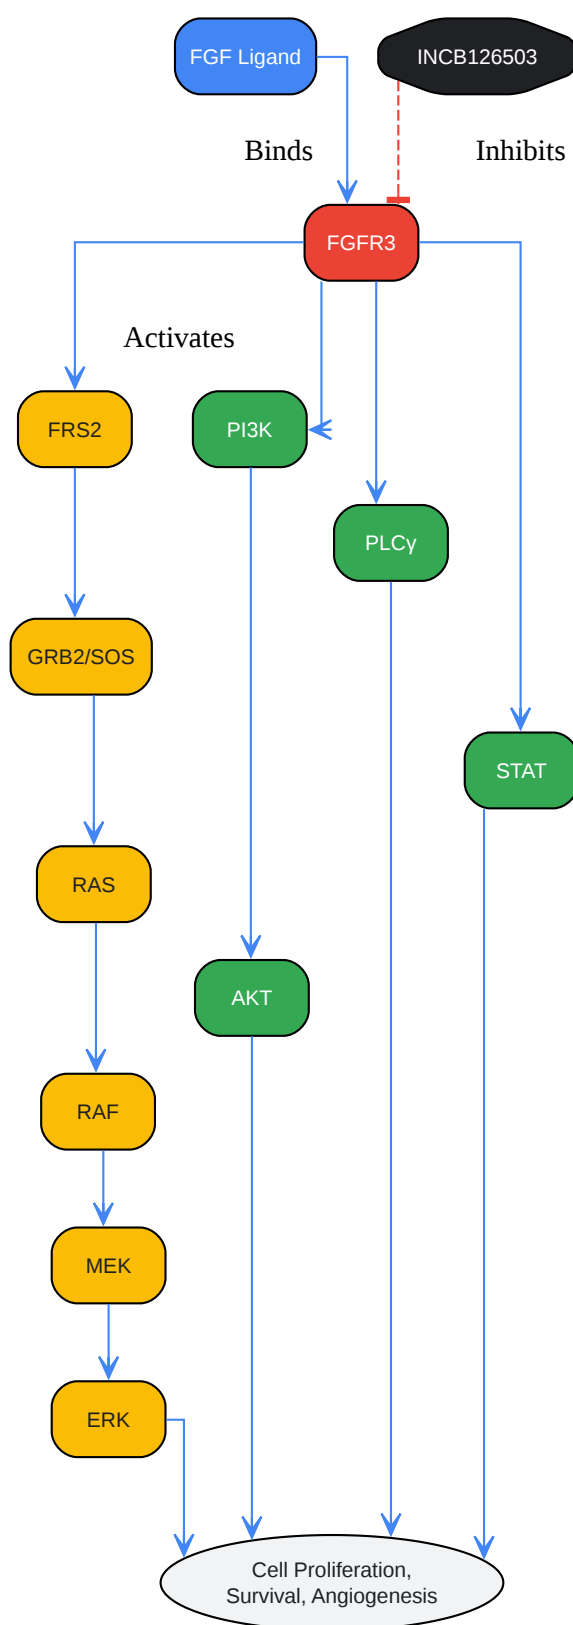 FGF Ligand
INCB126503
Binds
Inhibits
FGFR3
Activates
FRS2
PI3K
PLCγ
GRB2/SOS
STAT
RAS
AKT
RAF
MEK
ERK
Cell Proliferation,
Survival, Angiogenesis